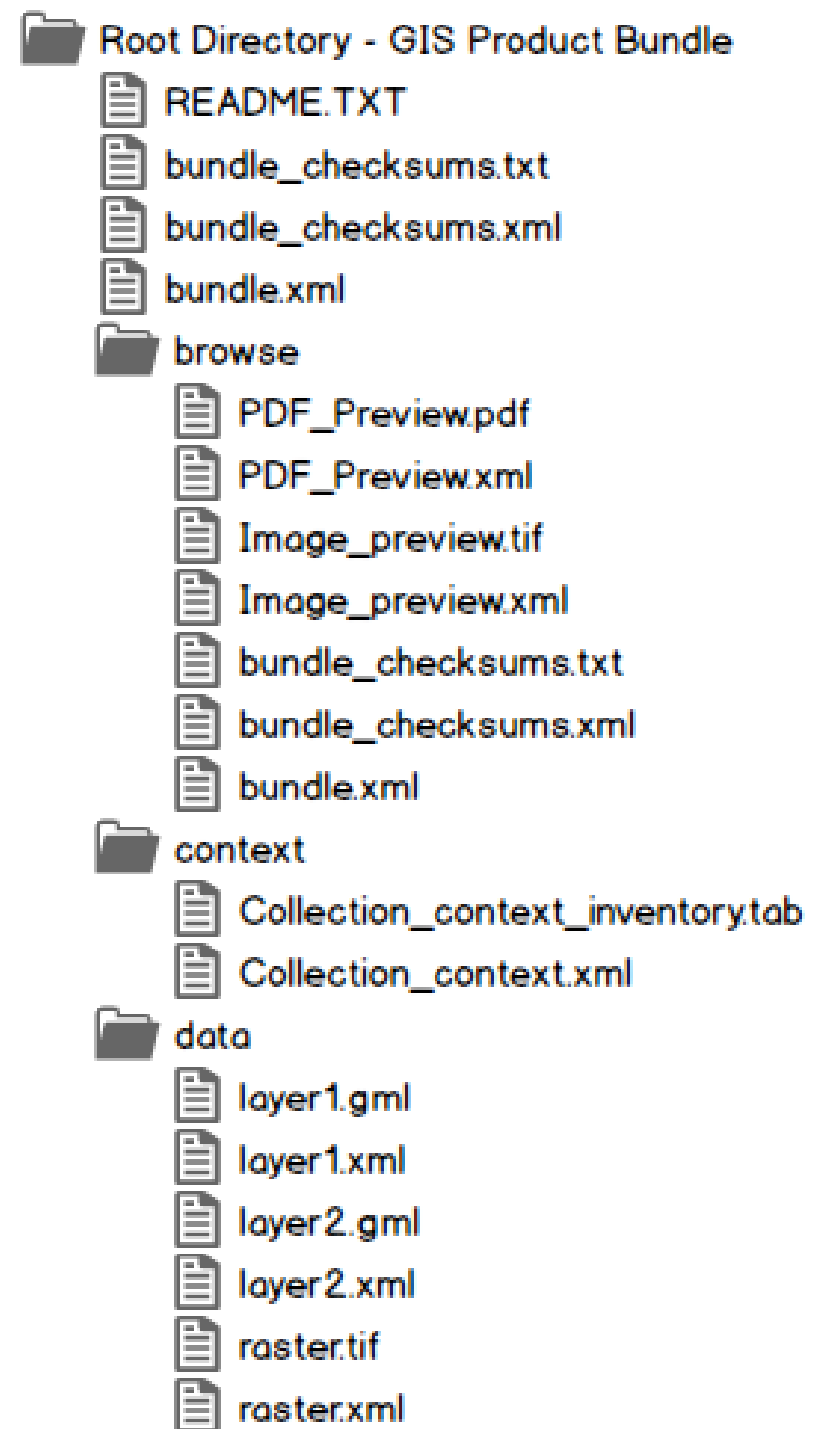 Root Directory - GIS Product Bundle
README.TXT
bundle_checksums.txt
bundle_checksums.xml
bundle.xml
browse
PDF_Preview.pdf
PDF_Preview.xml
Image_preview.tif
Image_preview.xml
bundle_checksums.txt
bundle_checksums.xml
bundle.xml
context
Collection_context_inventory.tab
Collection_context.xml
data
layer1.gml
layer1.xml
layer2.gml
layer2.xml
raster.tif
raster.xml